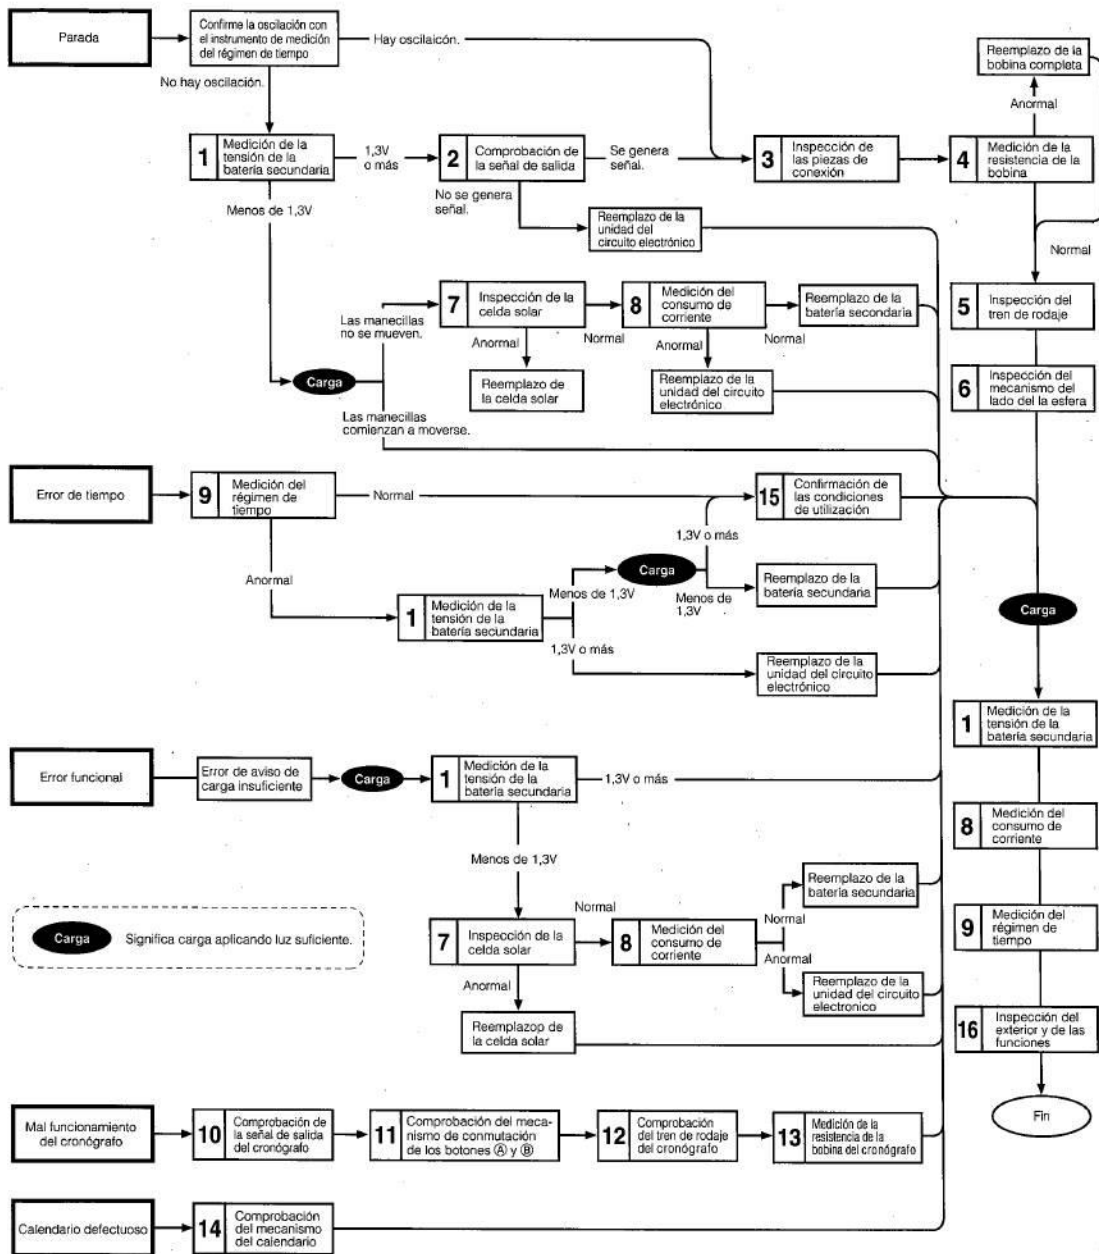 Parada
Confirme la oscilación con
el instrumento de medición
del régimen de tiempo
Hay oscilaicón.
No hay oscilación.
Reemplazo de la
bobina completa
Anormal
1
Medición de la
tensión de la
batería secundaria
1,3V
o más
2
Comprobación de
la señal de salida
Se genera
señal.
3
Inspección de
las piezas de
conexión
4
Medición de la
resistencia de la
bobina
Menos de 1,3V
No se genera
señal.
Reemplazo de la
unidad del
circuito electrónico
Normal
Las manecillas
no se mueven.
7
Inspección de la
celda solar
Normal
8
Medición del
consumo de
corriente
Normal
Reemplazo de la
batería secondaria
5
Inspección del
tren de rodaje
Anormal
Anormal
Carga
Reemplazo de
la celda solar
Reemplazo de la
unidad del circuito
electrónico
6
Inspección del
mecanismo del
lado del la esfera
Las manecillas
comienzan a moverse.
Error de tiempo
9
Medición del
régimen de
tiempo
Normal
15
Confirmación de
las condiciones
de utilización
Anormal
1,3V o más
Carga
Menos de 1,3V
Menos de
1,3V
Reemplazo de la
batería secundaria
1
Medición de la
tensión de la
batería secundaria
1,3V o más
Reemplazo de la
unidad del circuito
electrónico
Carga
1
Medición de la
tensión de la
batería secundaria
Error funcional
Error de aviso de
carga insuficiente
Carga
1
Medición de la
tensión de la
batería secundaria
1,3V o más
8
Medición del
consumo de
corriente
Menos de 1,3V
Reemplazo de la
batería secundaria
Carga
Significa carga aplicando luz suficiente.
7
Inspección de la
celda solar
Normal
8
Medición del
consumo de
corriente
Normal
Anormal
9
Medición del
régimen de
tiempo
Anormal
Reemplazo de la
unidad del circuito
electronico
Reemplazop de
la celda solar
16
Inspección del
exterior y de las
funciones
Fin
Mal funcionamiento
del cronógrafo
10
Comprobación de
la señal de salida
del cronógrafo
11
Comprobación del meca-
nismo de conmutación
de los botones Ⓐ y Ⓑ
12
Comprobación
del tren de rodaje
del cronógrafo
13
Medición de la
resistencia de la
bobina del cronógrafo
Calendario defectuoso
14
Comprobación
del mecanismo
del calendario